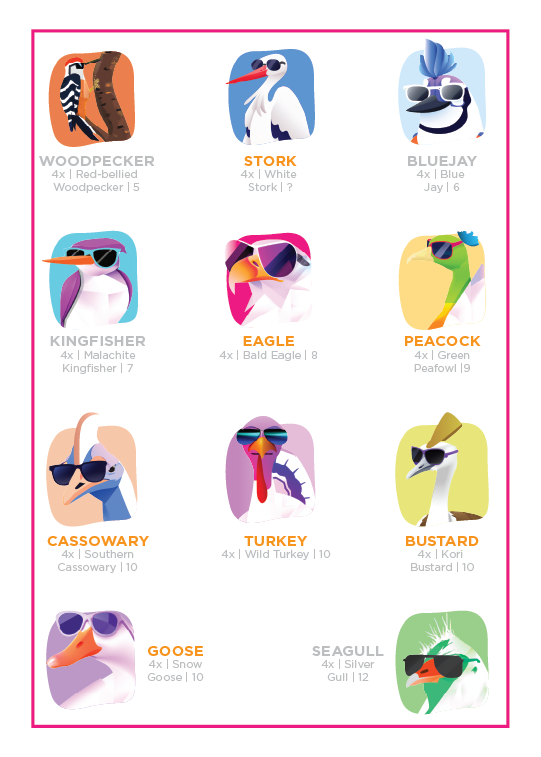 WOODPECKER
4x | Red-bellied
Woodpecker | 5
STORK
4x | White
Stork | ?
BLUEJAY
4x | Blue
Jay | 6
KINGFISHER
4x | Malachite
Kingfisher | 7
EAGLE
4x | Bald Eagle | 8
PEACOCK
4x | Green
Peafowl |9
CASSOWARY
4x | Southern
Cassowary | 10
TURKEY
4x | Wild Turkey | 10
BUSTARD
4x | Kori
Bustard | 10
GOOSE
4x | Snow
Goose | 10
SEAGULL
4x | Silver
Gull | 12